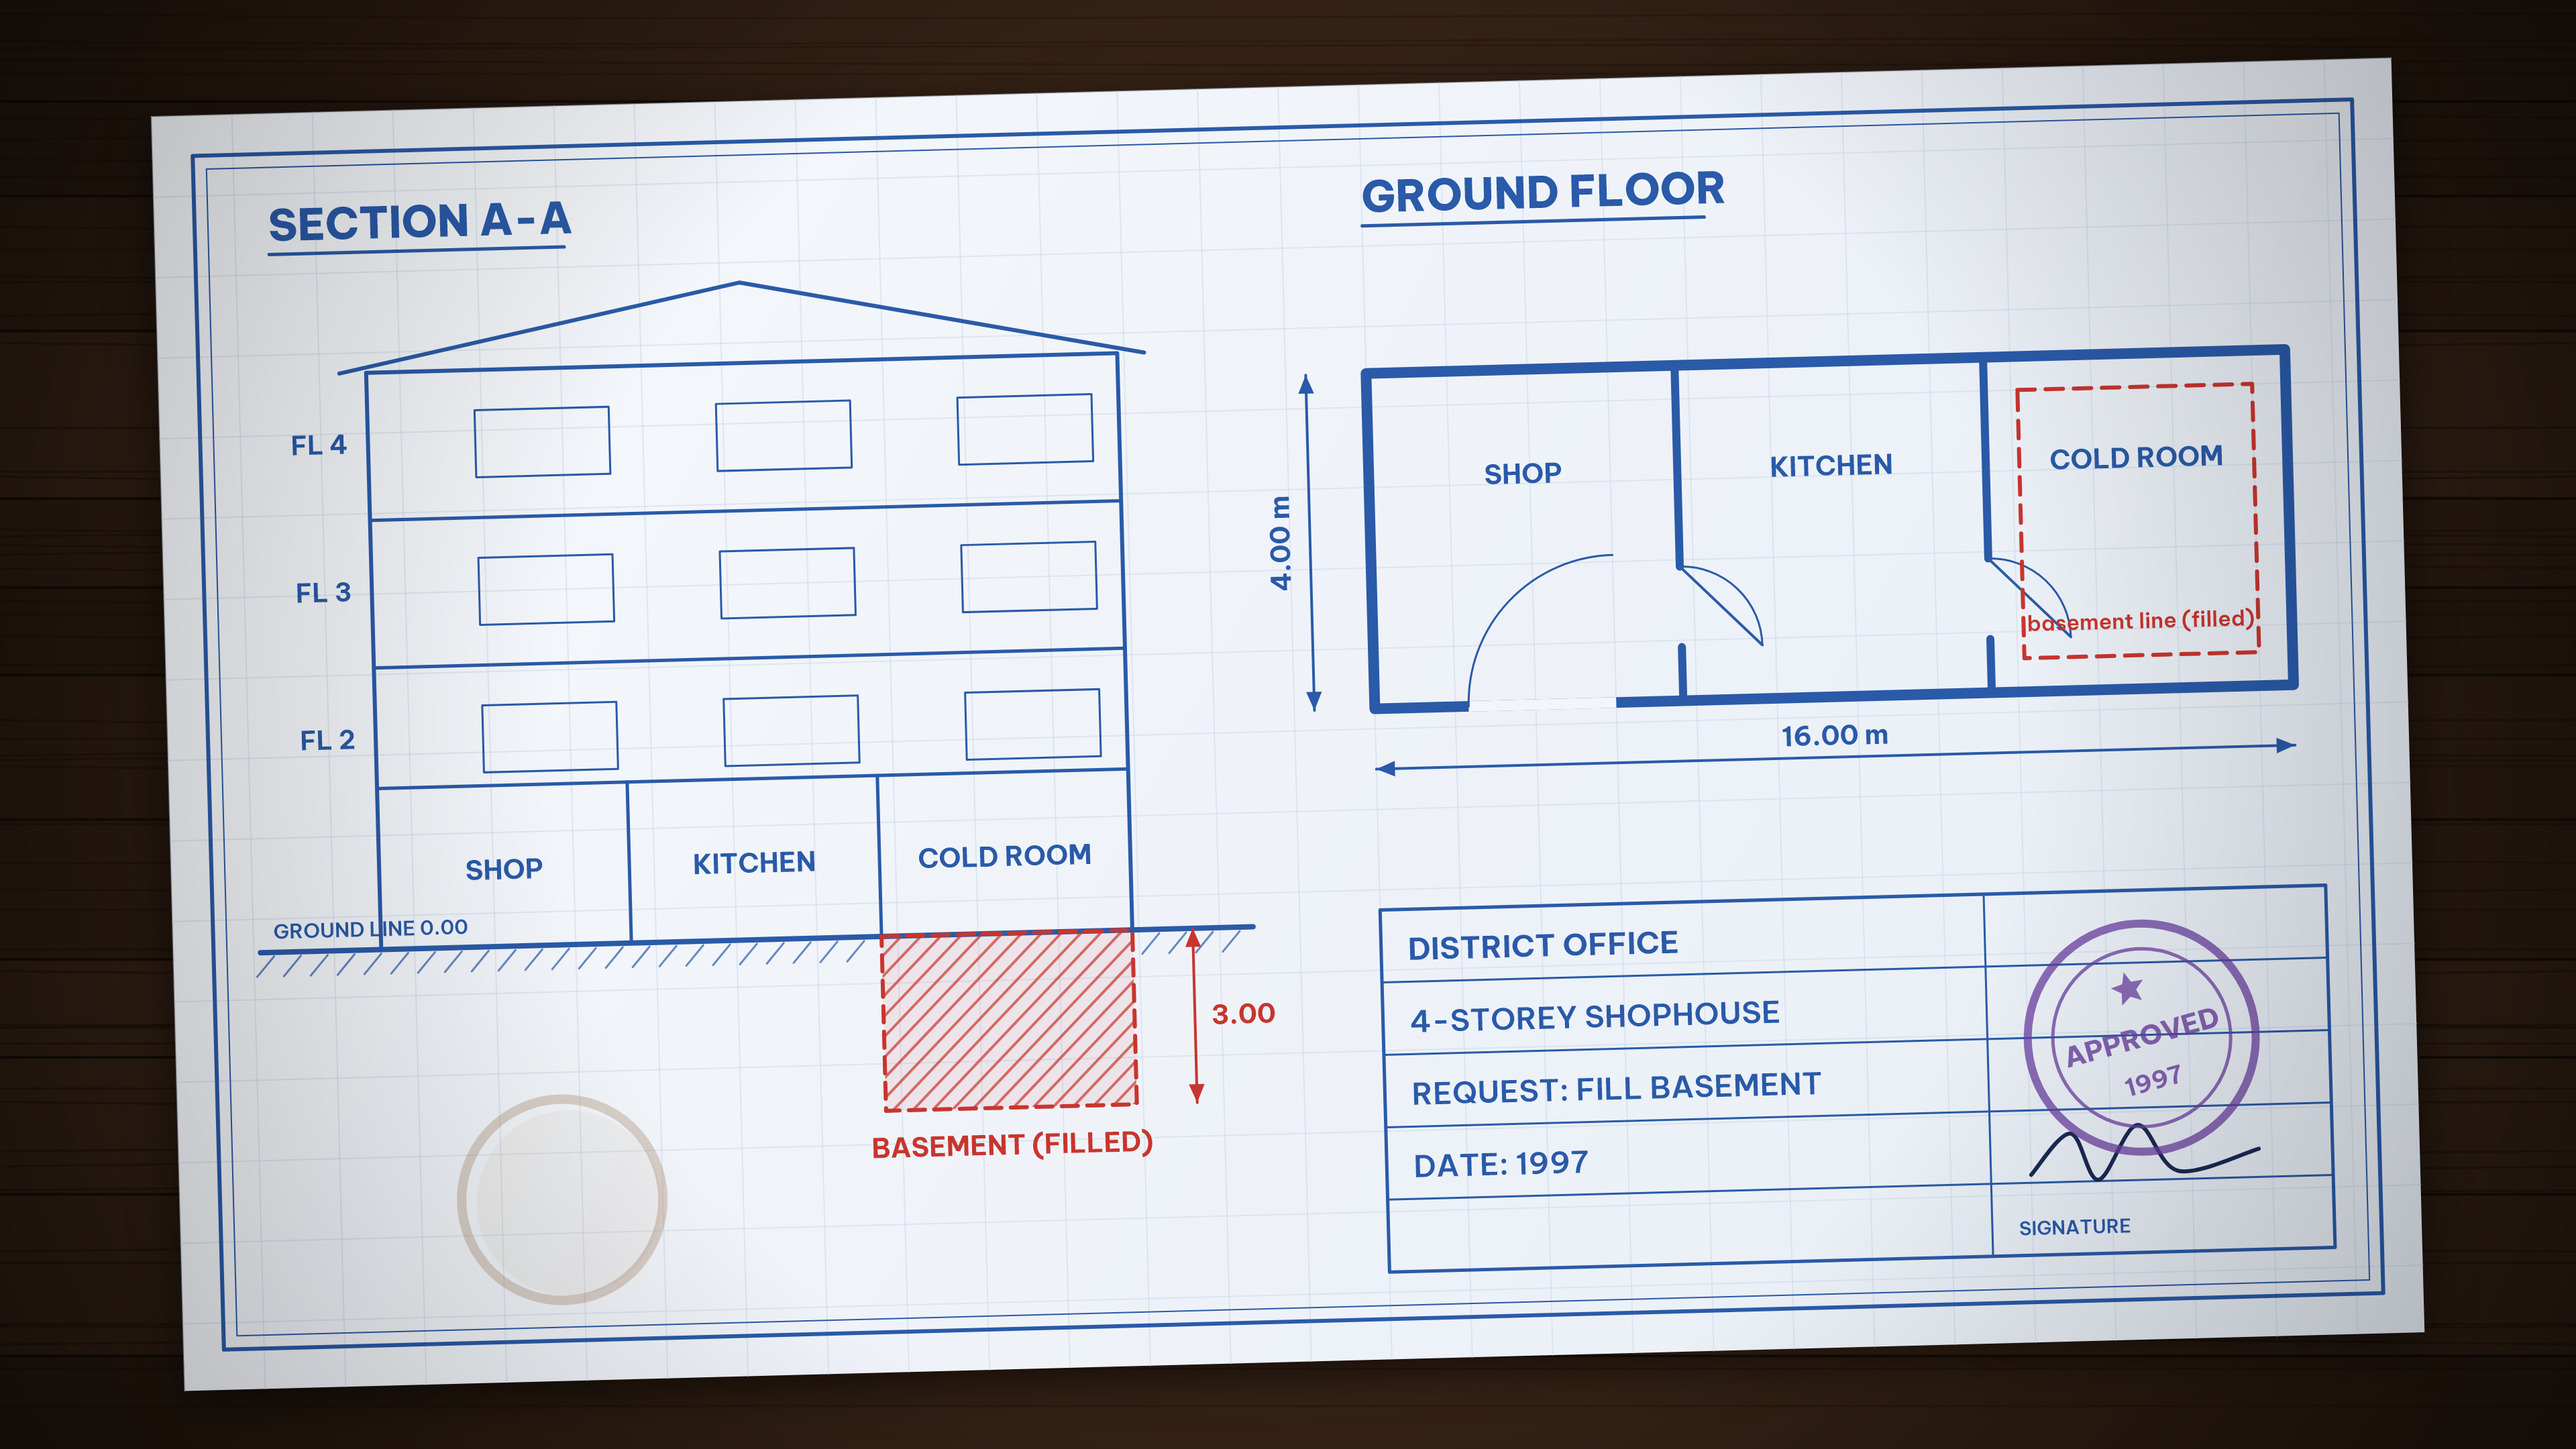 SECTION A-A
FL 4
FL 3
FL 2
SHOP
KITCHEN
COLD ROOM
GROUND LINE 0.00
3.00
BASEMENT (FILLED)
GROUND FLOOR
4.00 m
SHOP
KITCHEN
COLD ROOM
basement line (filled)
16.00 m
DISTRICT OFFICE
4-STOREY SHOPHOUSE
REQUEST: FILL BASEMENT
DATE: 1997
APPROVED
1997
SIGNATURE